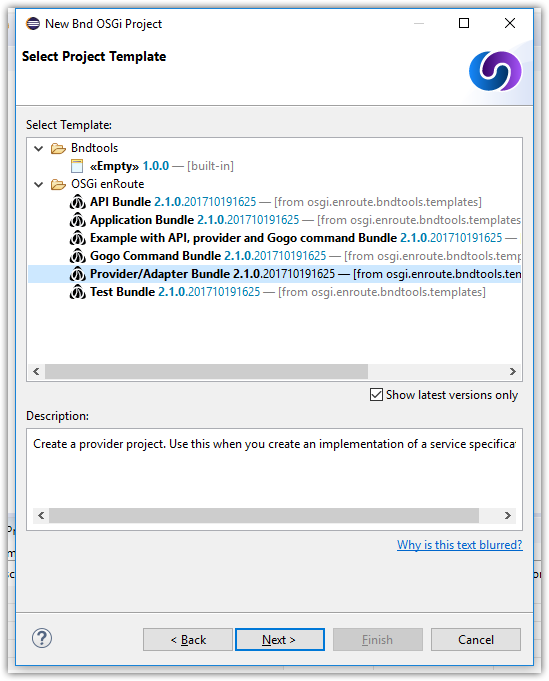 New Bnd OSGi Project
Select Project Template
Select Template:
Bndtools
«Empty» 1.0.0 — [built-in]
OSGi enRoute
API Bundle 2.1.0.201710191625 — [from osgi.enroute.bndtools.templates]
Application Bundle 2.1.0.201710191625 — [from osgi.enroute.bndtools.templates]
Example with API, provider and Gogo command Bundle 2.1.0.201710191625 —
Gogo Command Bundle 2.1.0.201710191625 — [from osgi.enroute.bndtools.temp
Provider/Adapter Bundle 2.1.0.201710191625 — [from osgi.enroute.bndtools.tem
Test Bundle 2.1.0.201710191625 — [from osgi.enroute.bndtools.templates]
Show latest versions only
Description:
Create a provider project. Use this when you create an implementation of a service specificat
Why is this text blurred?
< Back
Next >
Finish
Cancel